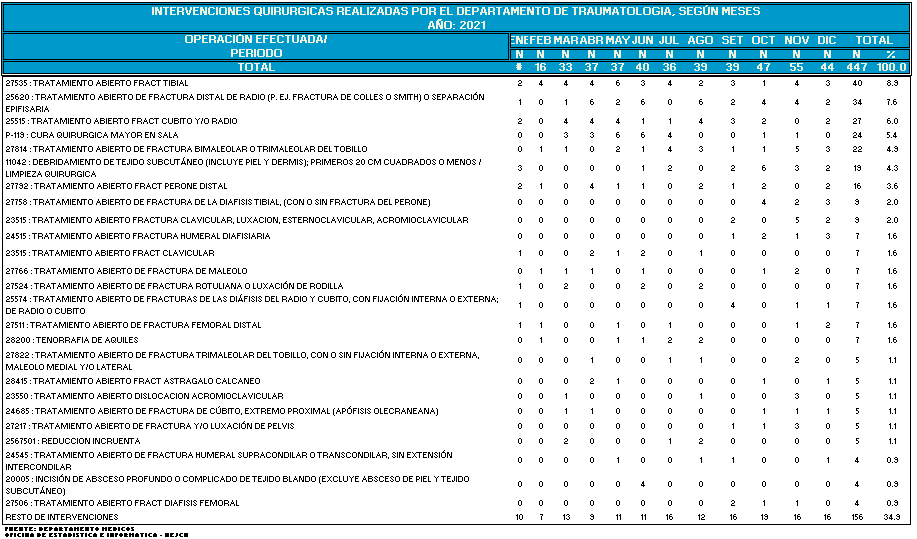 INTERVENCIONES QUIRURGICAS REALIZADAS POR EL DEPARTAMENTO DE TRAUMATOLOGIA, SEGÚN MESES
AÑO: 2021
OPERACIÓN EFECTUADA/ ENE FEB MAR ABR MAY JUN JUL AGO SET OCT NOV DIC TOTAL
PERIODO N N N N N N N N N N N N N %
TOTAL # 16 33 37 37 40 36 39 39 47 55 44 447 100.0
27535 : TRATAMIENTO ABIERTO FRACT TIBIAL 2 4 4 4 6 3 4 2 3 1 4 3 40 8.9
25620 : TRATAMIENTO ABIERTO DE FRACTURA DISTAL DE RADIO (P. EJ. FRACTURA DE COLLES O SMITH) O SEPARACIÓN
EPIFISARIA 1 0 1 6 2 6 0 6 2 4 4 2 34 7.6
25515 : TRATAMIENTO ABIERTO FRACT CUBITO Y/O RADIO 2 0 4 4 4 1 1 4 3 2 0 2 27 6.0
P-119 : CURA QUIRURGICA MAYOR EN SALA 0 0 3 3 6 6 4 0 0 1 1 0 24 5.4
27814 : TRATAMIENTO ABIERTO DE FRACTURA BIMALEOLAR O TRIMALEOLAR DEL TOBILLO 0 1 1 0 2 1 4 3 1 1 5 3 22 4.9
11042 : DEBRIDAMIENTO DE TEJIDO SUBCUTÁNEO (INCLUYE PIEL Y DERMIS); PRIMEROS 20 CM CUADRADOS O MENOS /
LIMPIEZA QUIRURGICA 3 0 0 0 0 1 2 0 2 6 3 2 19 4.3
27792 : TRATAMIENTO ABIERTO FRACT PERONE DISTAL 2 1 0 4 1 1 0 2 1 2 0 2 16 3.6
27758 : TRATAMIENTO ABIERTO DE FRACTURA DE LA DIAFISIS TIBIAL, (CON O SIN FRACTURA DEL PERONE) 0 0 0 0 0 0 0 0 0 4 2 3 9 2.0
23515 : TRATAMIENTO ABIERTO FRACTURA CLAVICULAR, LUXACION, ESTERNOCLAVICULAR, ACROMIOCLAVICULAR 0 0 0 0 0 0 0 0 2 0 5 2 9 2.0
24515 : TRATAMIENTO ABIERTO FRACTURA HUMERAL DIAFISIARIA 0 0 0 0 0 0 0 0 1 2 1 3 7 1.6
23515 : TRATAMIENTO ABIERTO FRACT CLAVICULAR 1 0 0 2 1 2 0 1 0 0 0 0 7 1.6
27766 : TRATAMIENTO ABIERTO DE FRACTURA DE MALEOLO 0 1 1 1 0 1 0 0 0 1 2 0 7 1.6
27524 : TRATAMIENTO ABIERTO DE FRACTURA ROTULIANA O LUXACIÓN DE RODILLA 1 0 2 0 0 2 0 2 0 0 0 0 7 1.6
25574 : TRATAMIENTO ABIERTO DE FRACTURAS DE LAS DIÁFISIS DEL RADIO Y CUBITO, CON FIJACIÓN INTERNA O EXTERNA;
DE RADIO O CUBITO 1 0 0 0 0 0 0 0 4 0 1 1 7 1.6
27511 : TRATAMIENTO ABIERTO DE FRACTURA FEMORAL DISTAL 1 1 0 0 1 0 1 0 0 0 1 2 7 1.6
28200 : TENORRAFIA DE AQUILES 0 1 0 0 1 1 2 2 0 0 0 0 7 1.6
27822 : TRATAMIENTO ABIERTO DE FRACTURA TRIMALEOLAR DEL TOBILLO, CON O SIN FIJACIÓN INTERNA O EXTERNA,
MALEOLO MEDIAL Y/O LATERAL 0 0 0 1 0 0 1 1 0 0 2 0 5 1.1
28415 : TRATAMIENTO ABIERTO FRACT ASTRAGALO CALCANEO 0 0 0 2 1 0 0 0 0 1 0 1 5 1.1
23550 : TRATAMIENTO ABIERTO DISLOCACION ACROMIOCLAVICULAR 0 0 1 0 0 0 0 1 0 0 3 0 5 1.1
24685 : TRATAMIENTO ABIERTO DE FRACTURA DE CÚBITO, EXTREMO PROXIMAL (APÓFISIS OLECRANEANA) 0 0 1 1 0 0 0 0 0 1 1 1 5 1.1
27217 : TRATAMIENTO ABIERTO DE FRACTURA Y/O LUXACIÓN DE PELVIS 0 0 0 0 0 0 0 0 1 1 3 0 5 1.1
2567501 : REDUCCION INCRUENTA 0 0 2 0 0 0 1 2 0 0 0 0 5 1.1
24545 : TRATAMIENTO ABIERTO DE FRACTURA HUMERAL SUPRACONDILAR O TRANSCONDILAR, SIN EXTENSIÓN
INTERCONDILAR 0 0 0 0 1 0 0 1 1 0 0 1 4 0.9
20005 : INCISIÓN DE ABSCESO PROFUNDO O COMPLICADO DE TEJIDO BLANDO (EXCLUYE ABSCESO DE PIEL Y TEJIDO
SUBCUTÁNEO) 0 0 0 0 0 4 0 0 0 0 0 0 4 0.9
27506 : TRATAMIENTO ABIERTO FRACT DIAFISIS FEMORAL 0 0 0 0 0 0 0 0 2 1 1 0 4 0.9
RESTO DE INTERVENCIONES 10 7 13 9 11 11 16 12 16 19 16 16 156 34.9
FUENTE: DEPARTAMENTO MEDICOS
OFICINA DE ESTADISTICA E INFORMATICA - HEJCU